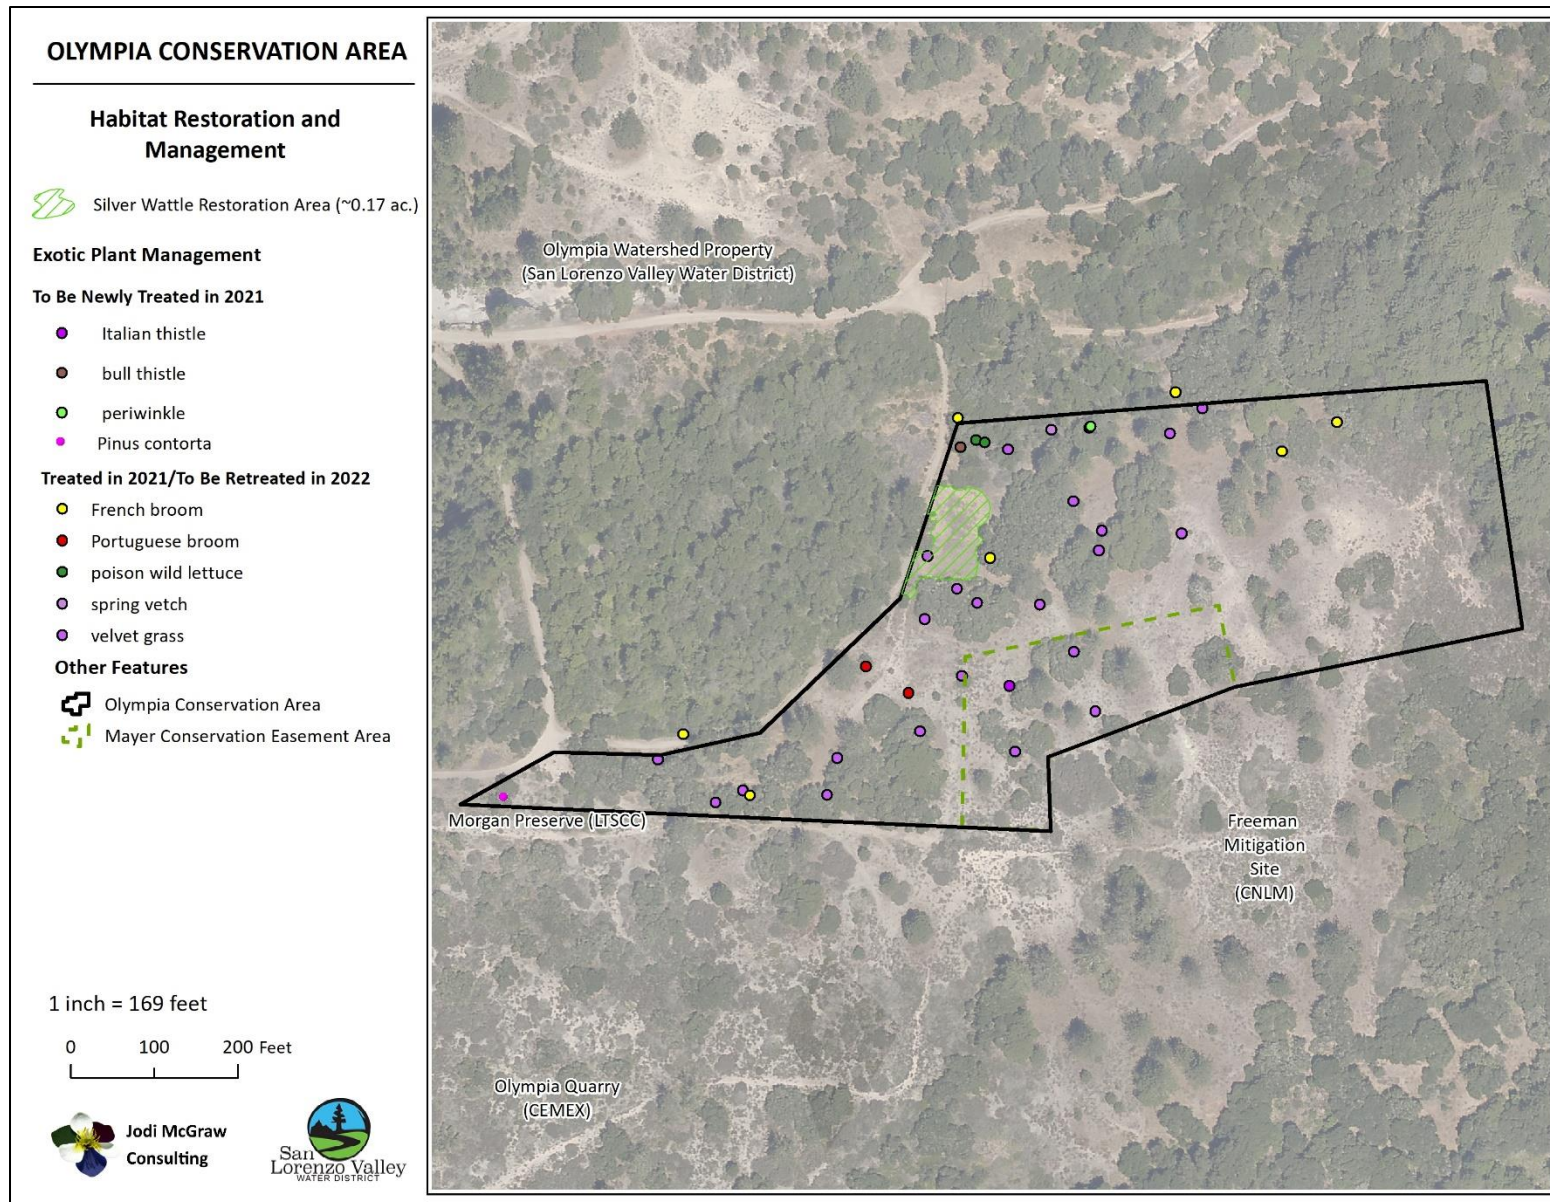 OLYMPIA CONSERVATION AREA
Habitat Restoration and
Management
Silver Wattle Restoration Area (~0.17 ac.)
Exotic Plant Management
To Be Newly Treated in 2021
Italian thistle
bull thistle
periwinkle
Pinus contorta
Treated in 2021/To Be Retreated in 2022
French broom
Portuguese broom
poison wild lettuce
spring vetch
velvet grass
Other Features
Olympia Conservation Area
Mayer Conservation Easement Area
1 inch = 169 feet
0 100 200 Feet
Jodi McGraw
Consulting
San
Lorenzo Valley
WATER DISTRICT
Olympia Watershed Property
(San Lorenzo Valley Water District)
Morgan Preserve (LTSCC)
Freeman
Mitigation
Site
(CNLM)
Olympia Quarry
(CEMEX)